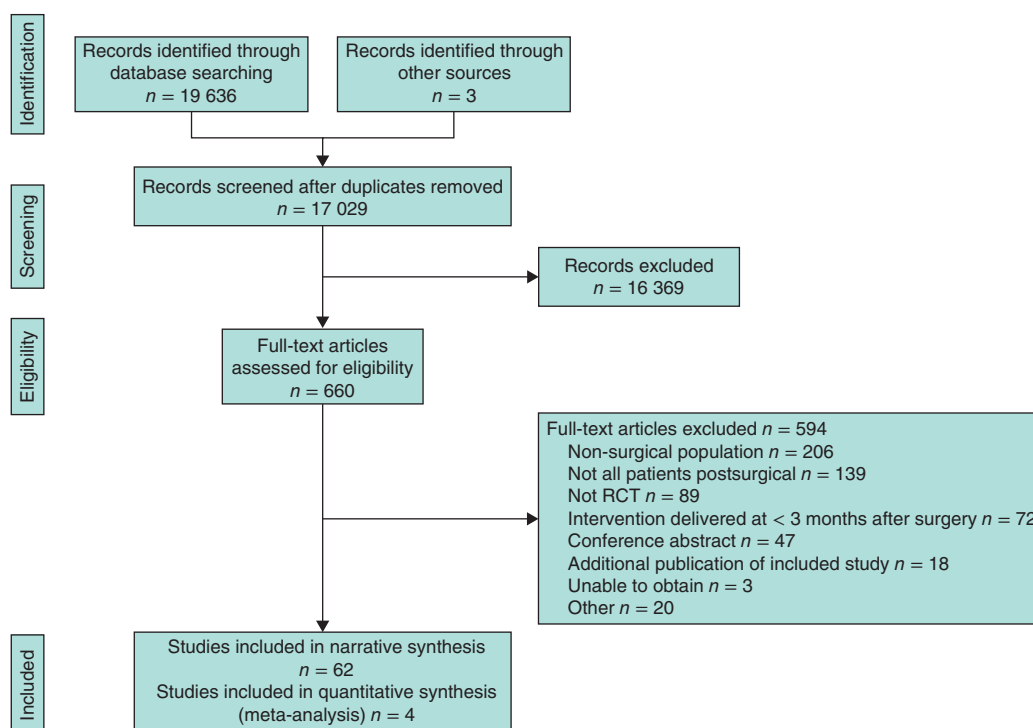 Identification
Records identified through
database searching
n = 19 636
Records identified through
other sources
n = 3
Screening
Records screened after duplicates removed
n = 17 029
Records excluded
n = 16 369
Eligibility
Full-text articles
assessed for eligibility
n = 660
Full-text articles excluded n = 594
Non-surgical population n = 206
Not all patients postsurgical n = 139
Not RCT n = 89
Intervention delivered at < 3 months after surgery n = 72
Conference abstract n = 47
Additional publication of included study n = 18
Unable to obtain n = 3
Other n = 20
Included
Studies included in narrative synthesis
n = 62
Studies included in quantitative synthesis
(meta-analysis) n = 4